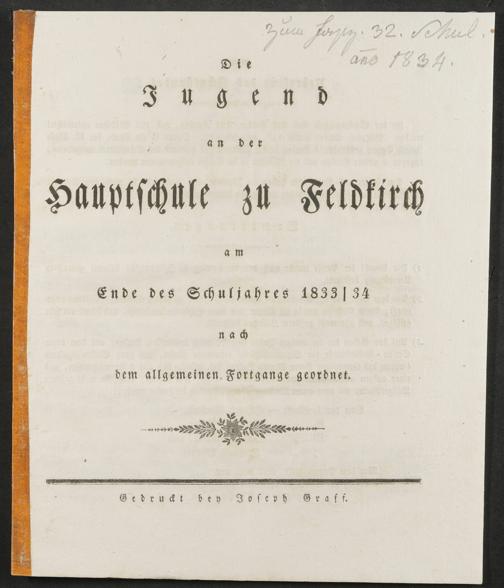 zum 32. Schul.
ano 1834.
Die
Jugend
an der
Hauptschule zu Feldkirch
am
Ende des Schuljahres 1833|34
nach
dem allgemeinen Fortgange geordnet.
Gedruckt bey Joseph Graff.